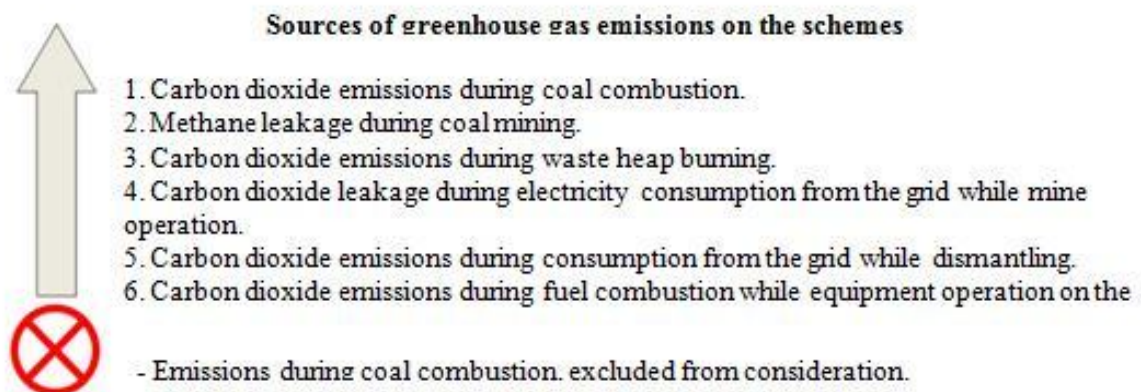 Sources of greenhouse gas emissions on the schemes
1. Carbon dioxide emissions during coal combustion.
2. Methane leakage during coal mining.
3. Carbon dioxide emissions during waste heap burning.
4. Carbon dioxide leakage during electricity consumption from the grid while mine
operation.
5. Carbon dioxide emissions during consumption from the grid while dismantling.
6. Carbon dioxide emissions during fuel combustion while equipment operation on the
- Emissions during coal combustion, excluded from consideration.